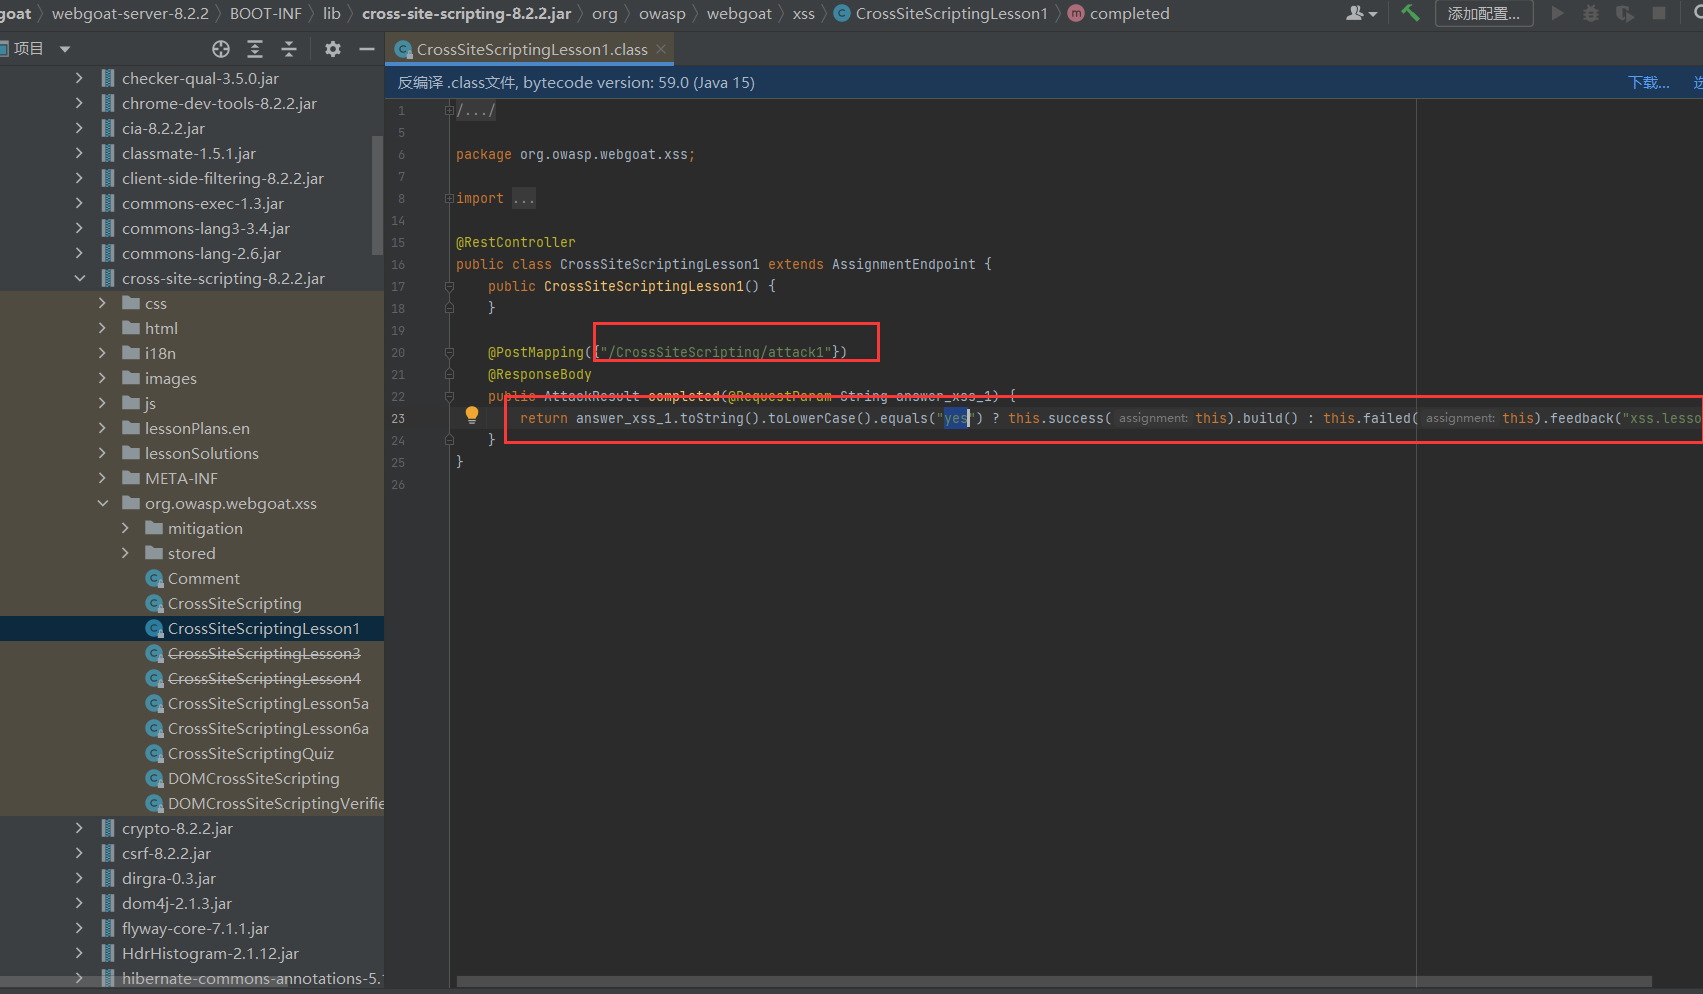 goat webgoat-server-8.2.2 BOOT-INF lib cross-site-scripting-8.2.2.jar org owasp webgoat xss CrossSiteScriptingLesson1 completed 添加配置...
项目 CrossSiteScriptingLesson1.class
反编译 .class文件, bytecode version: 59.0 (Java 15) 下载...
checker-qual-3.5.0.jar
chrome-dev-tools-8.2.2.jar
cia-8.2.2.jar
classmate-1.5.1.jar
client-side-filtering-8.2.2.jar
commons-exec-1.3.jar
commons-lang3-3.4.jar
commons-lang-2.6.jar
cross-site-scripting-8.2.2.jar
css
html
i18n
images
js
lessonPlans.en
lessonSolutions
META-INF
org.owasp.webgoat.xss
mitigation
stored
Comment
CrossSiteScripting
CrossSiteScriptingLesson1
CrossSiteScriptingLesson3
CrossSiteScriptingLesson4
CrossSiteScriptingLesson5a
CrossSiteScriptingLesson6a
CrossSiteScriptingQuiz
DOMCrossSiteScripting
DOMCrossSiteScriptingVerifie
crypto-8.2.2.jar
csrf-8.2.2.jar
dirgra-0.3.jar
dom4j-2.1.3.jar
flyway-core-7.1.1.jar
HdrHistogram-2.1.12.jar
hibernate-commons-annotations-5.
1 /.../
5
6 package org.owasp.webgoat.xss;
7
8 import ...
14
15 @RestController
16 public class CrossSiteScriptingLesson1 extends AssignmentEndpoint {
17 public CrossSiteScriptingLesson1() {
18 }
19
20 @PostMapping({"/CrossSiteScripting/attack1"})
21 @ResponseBody
22 public AttackResult completed(@RequestParam String answer_xss_1) {
23 return answer_xss_1.toString().toLowerCase().equals("yes") ? this.success( assignment: this).build() : this.failed( assignment: this).feedback("xss.lesso
24 }
25 }
26